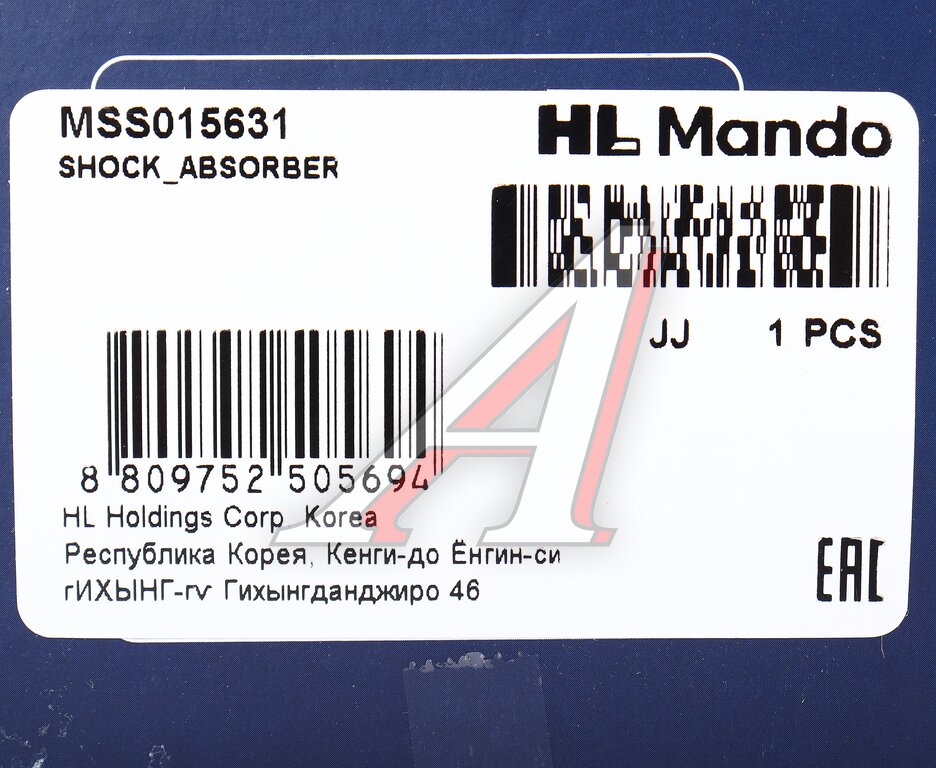 MSS015631
SHOCK_ABSORBER
HL Mando
JJ 1 PCS
8 809752 505694
HL Holdings Corp Korea
Республика Корея, Кенги-до Ёнгин-си
гИХЫНГ-гу Гихынгданджиро 46
EAC